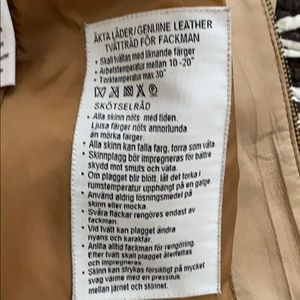 ÄKTA LÄDER/GENUINE LEATHER
TVÄTTRÅD FÖR FACKMAN
• Skall tvättas med liknande färger
• Arbetstemperatur mellan 10 -20°
• Torktemperatur max 30°
SKÖTSELRÅD
• Alla skinn nöts med tiden.
Ljusa färger nöts annorlunda
än mörka färger.
• Alla skinn kan falla färg, torra som våta.
• Skinnplagg bör impregneras för bättre
skydd mot smuts och väta.
• Om plagget blir blött, låt det torka i
rumstemperatur upphängt på en galge.
• Använd aldrig lösningsmedel på
skinn eller mocka.
• Svåra fläckar rengöres endast av
fackman.
• Vid tvätt kan plagget ändra
nyans och karaktär.
• Anlita alltid fackman för rengöring.
Efter tvätt skall plagget återfettas
och impregneras.
• Skinn kan strykas försiktigt på mycket
svag värme med en pressduk
mellan järnet och skinnet.